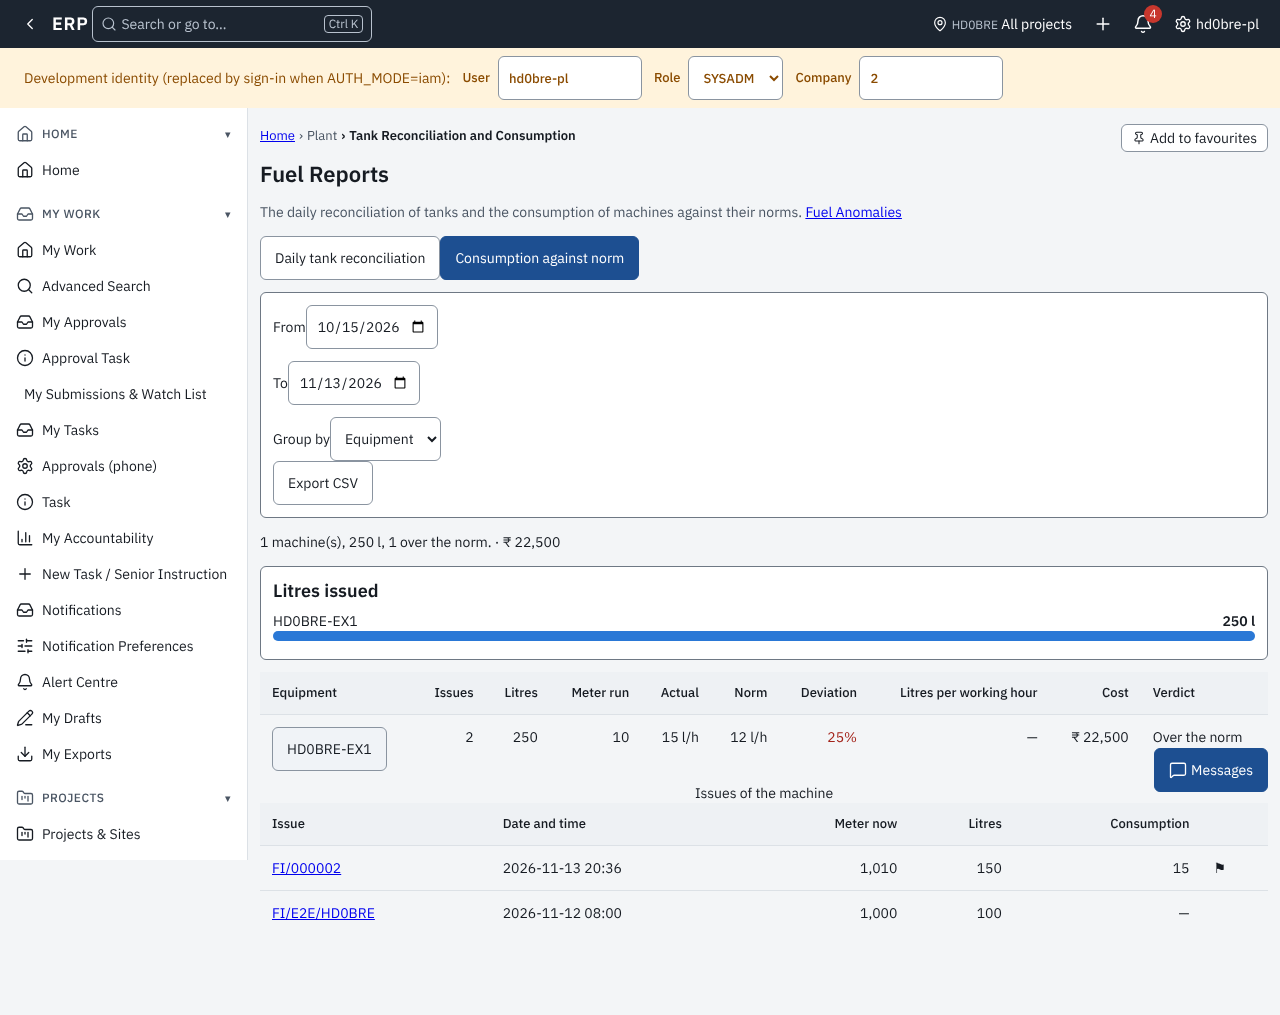 ERP Search or go to... Ctrl K HD0BRE All projects 4 hd0bre-pl
Development identity (replaced by sign-in when AUTH_MODE=iam): User hd0bre-pl Role SYSADM Company 2
HOME
Home
MY WORK
My Work
Advanced Search
My Approvals
Approval Task
My Submissions & Watch List
My Tasks
Approvals (phone)
Task
My Accountability
New Task / Senior Instruction
Notifications
Notification Preferences
Alert Centre
My Drafts
My Exports
PROJECTS
Projects & Sites
Home › Plant › Tank Reconciliation and Consumption
Add to favourites
Fuel Reports
The daily reconciliation of tanks and the consumption of machines against their norms. Fuel Anomalies
Daily tank reconciliation Consumption against norm
From 10/15/2026
To 11/13/2026
Group by Equipment
Export CSV
1 machine(s), 250 l, 1 over the norm. · ₹ 22,500
Litres issued
HD0BRE-EX1 250 l
Equipment Issues Litres Meter run Actual Norm Deviation Litres per working hour Cost Verdict
HD0BRE-EX1 2 250 10 15 l/h 12 l/h 25% — ₹ 22,500 Over the norm
Messages
Issues of the machine
Issue Date and time Meter now Litres Consumption
FI/000002 2026-11-13 20:36 1,010 150 15 ⚑
FI/E2E/HD0BRE 2026-11-12 08:00 1,000 100 —